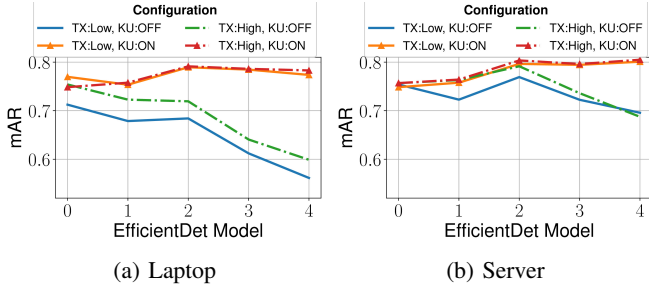 Configuration
TX:Low, KU:OFF TX:High, KU:OFF
TX:Low, KU:ON TX:High, KU:ON
0.8
0.7
0.6
mAR
0 1 2 3 4
EfficientDet Model
(a) Laptop
Configuration
TX:Low, KU:OFF TX:High, KU:OFF
TX:Low, KU:ON TX:High, KU:ON
0.8
0.7
0.6
mAR
0 1 2 3 4
EfficientDet Model
(b) Server